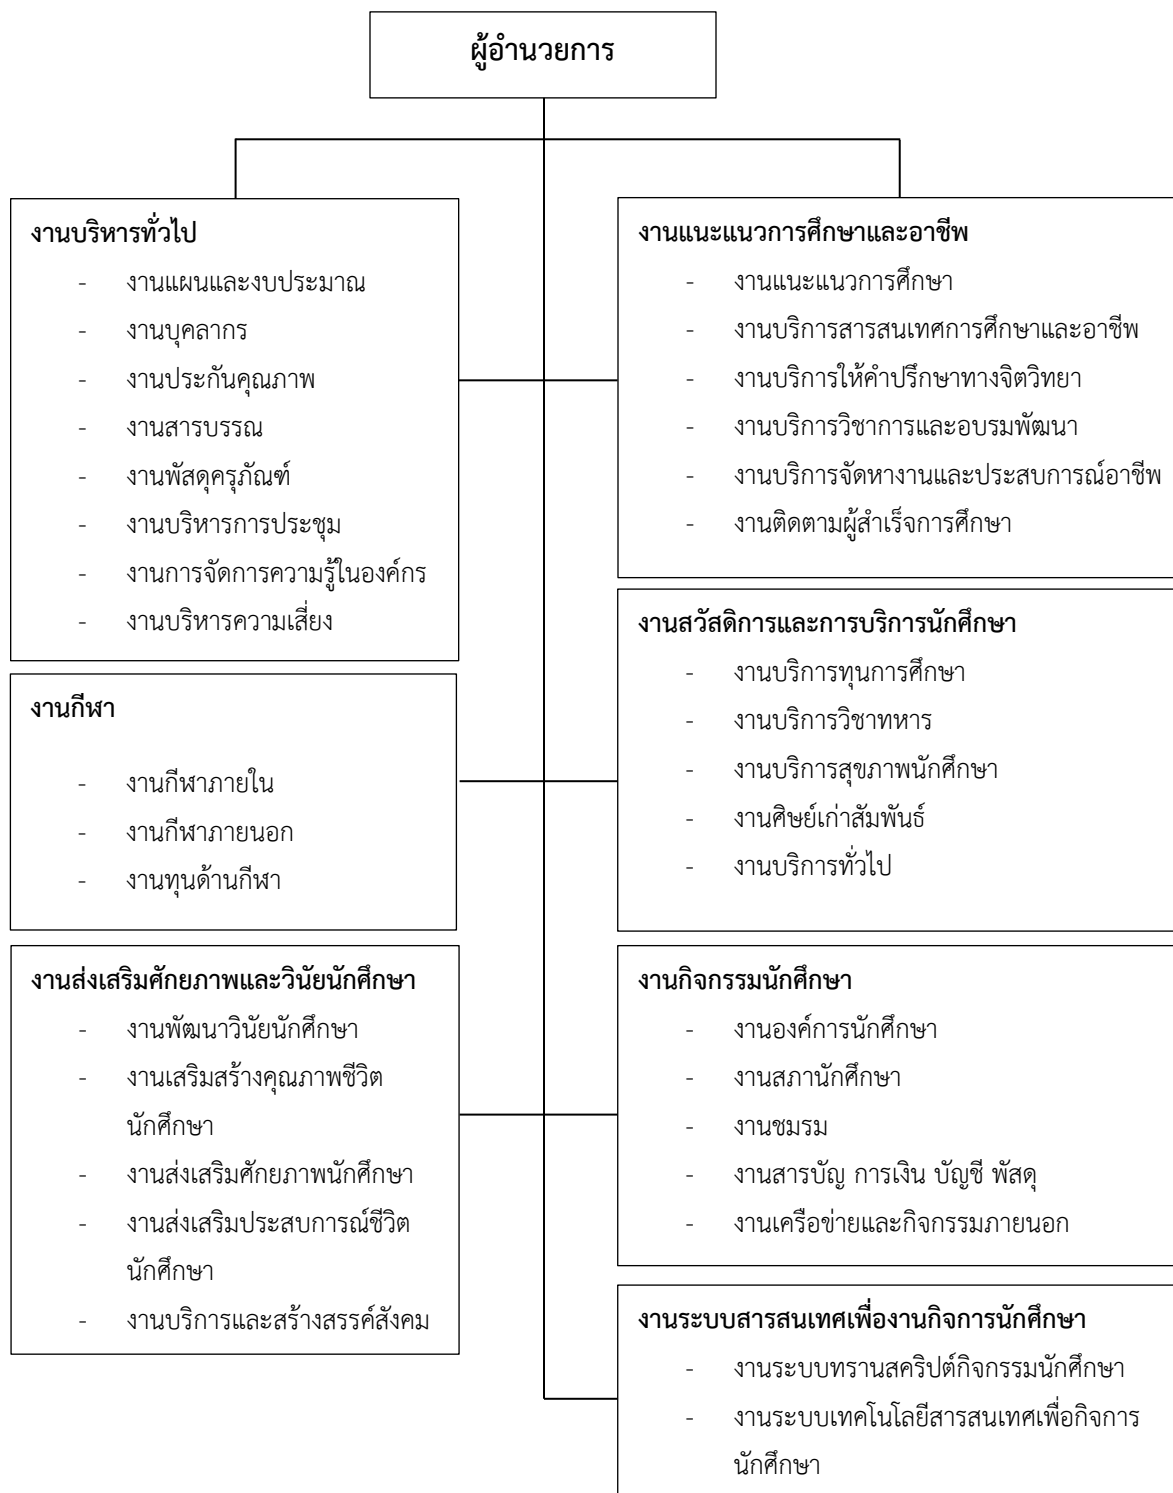 ผู้อำนวยการ
งานบริหารทั่วไป
- งานแผนและงบประมาณ
- งานบุคลากร
- งานประกันคุณภาพ
- งานสารบรรณ
- งานพัสดุครุภัณฑ์
- งานบริหารการประชุม
- งานการจัดการความรู้ในองค์กร
- งานบริหารความเสี่ยง
งานแนะแนวการศึกษาและอาชีพ
- งานแนะแนวการศึกษา
- งานบริการสารสนเทศการศึกษาและอาชีพ
- งานบริการให้คำปรึกษาทางจิตวิทยา
- งานบริการวิชาการและอบรมพัฒนา
- งานบริการจัดหางานและประสบการณ์อาชีพ
- งานติดตามผู้สำเร็จการศึกษา
งานกีฬา
- งานกีฬาภายใน
- งานกีฬาภายนอก
- งานทุนด้านกีฬา
งานสวัสดิการและการบริการนักศึกษา
- งานบริการทุนการศึกษา
- งานบริการวิชาทหาร
- งานบริการสุขภาพนักศึกษา
- งานศิษย์เก่าสัมพันธ์
- งานบริการทั่วไป
งานส่งเสริมศักยภาพและวินัยนักศึกษา
- งานพัฒนาวินัยนักศึกษา
- งานเสริมสร้างคุณภาพชีวิต
นักศึกษา
- งานส่งเสริมศักยภาพนักศึกษา
- งานส่งเสริมประสบการณ์ชีวิต
นักศึกษา
- งานบริการและสร้างสรรค์สังคม
งานกิจกรรมนักศึกษา
- งานองค์การนักศึกษา
- งานสภานักศึกษา
- งานชมรม
- งานสารบัญ การเงิน บัญชี พัสดุ
- งานเครือข่ายและกิจกรรมภายนอก
งานระบบสารสนเทศเพื่องานกิจการนักศึกษา
- งานระบบทรานสคริปต์กิจกรรมนักศึกษา
- งานระบบเทคโนโลยีสารสนเทศเพื่อกิจการ
นักศึกษา